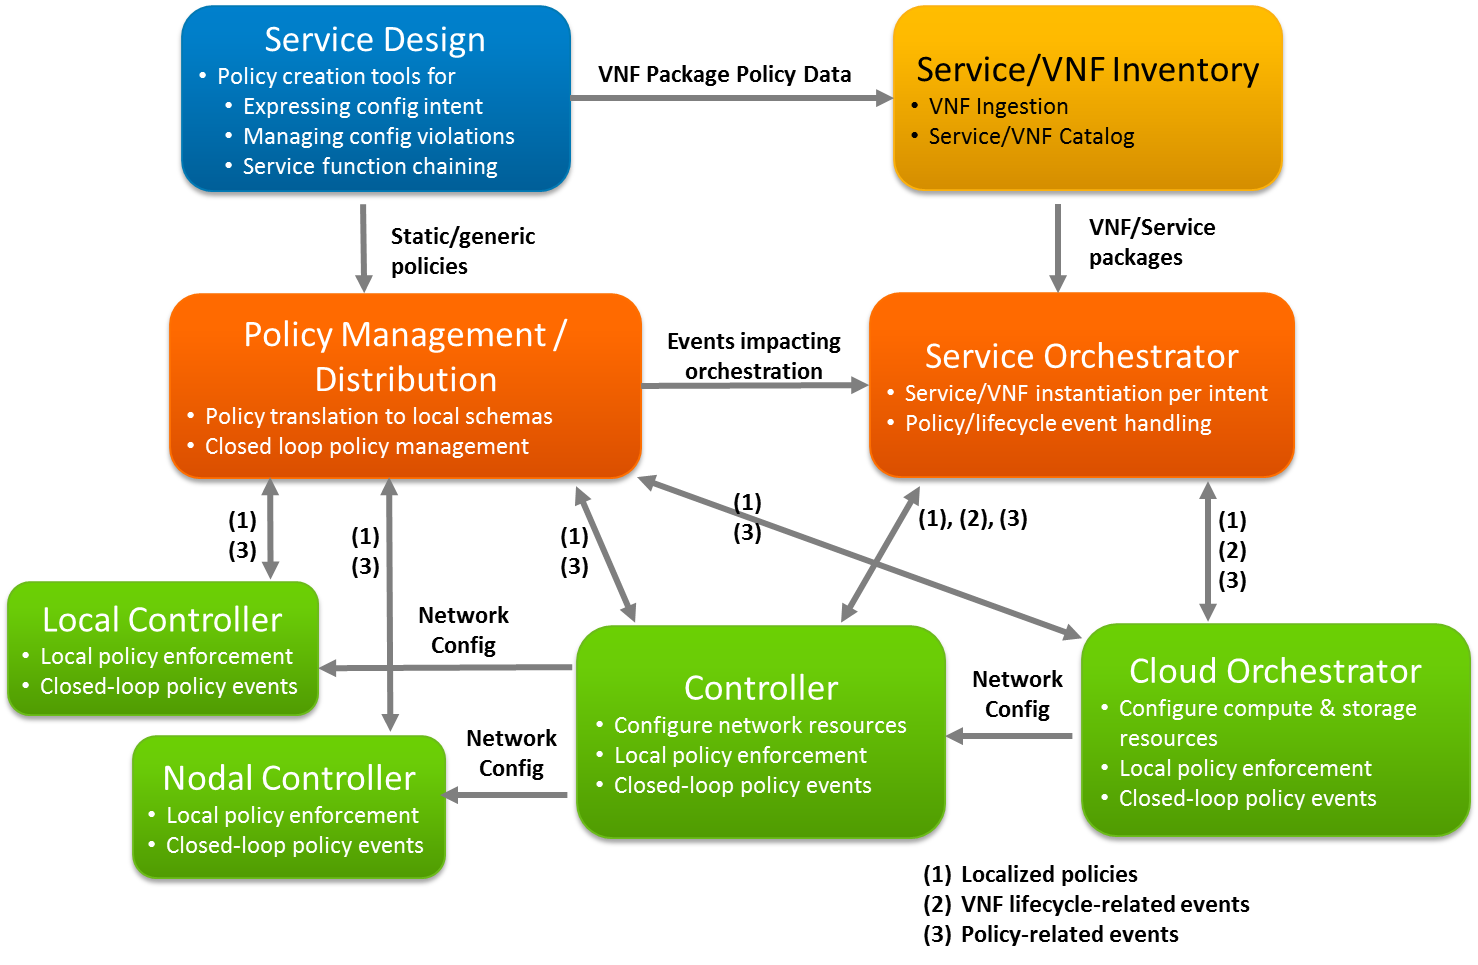 Service Design
• Policy creation tools for
• Expressing config intent
• Managing config violations
• Service function chaining
VNF Package Policy Data
Service/VNF Inventory
• VNF Ingestion
• Service/VNF Catalog
Static/generic
policies
VNF/Service
packages
Policy Management /
Distribution
• Policy translation to local schemas
• Closed loop policy management
Events impacting
orchestration
Service Orchestrator
• Service/VNF instantiation per intent
• Policy/lifecycle event handling
(1)
(3)
(1)
(3)
(1)
(3)
(1)
(3)
(1), (2), (3)
(1)
(2)
(3)
Local Controller
• Local policy enforcement
• Closed-loop policy events
Network
Config
Nodal Controller
• Local policy enforcement
• Closed-loop policy events
Network
Config
Controller
• Configure network resources
• Local policy enforcement
• Closed-loop policy events
Network
Config
Cloud Orchestrator
• Configure compute & storage
resources
• Local policy enforcement
• Closed-loop policy events
(1) Localized policies
(2) VNF lifecycle-related events
(3) Policy-related events